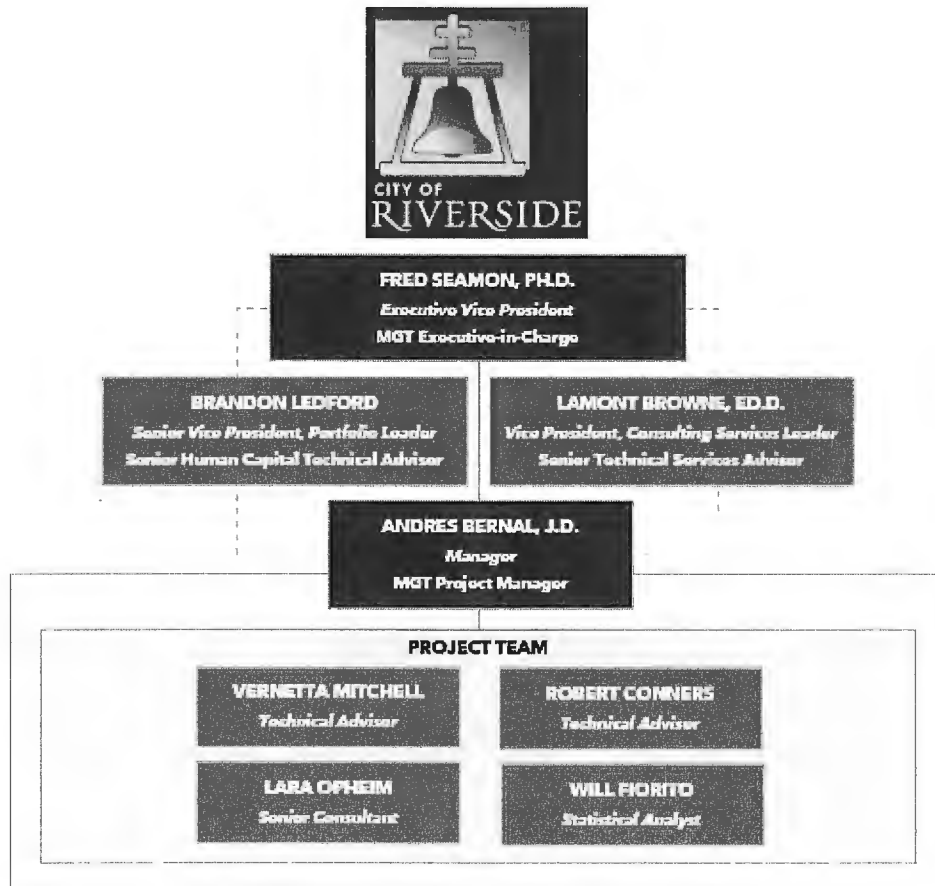 CITY OF
RIVERSIDE
FRED SEAMON, PH.D.
Executive Vice President
MGT Executive-in-Charge
BRANDON LEDFORD
Senior Vice President, Portfolio Leader
Senior Human Capital Technical Advisor
LAMONT BROWNE, ED.D.
Vice President, Consulting Services Leader
Senior Technical Services Advisor
ANDRES BERNAL, J.D.
Manager
MGT Project Manager
PROJECT TEAM
VERNETTA MITCHELL
Technical Advisor
ROBERT CONNERS
Technical Advisor
LARA OPHEIM
Senior Consultant
WILL FIORITO
Statistical Analyst